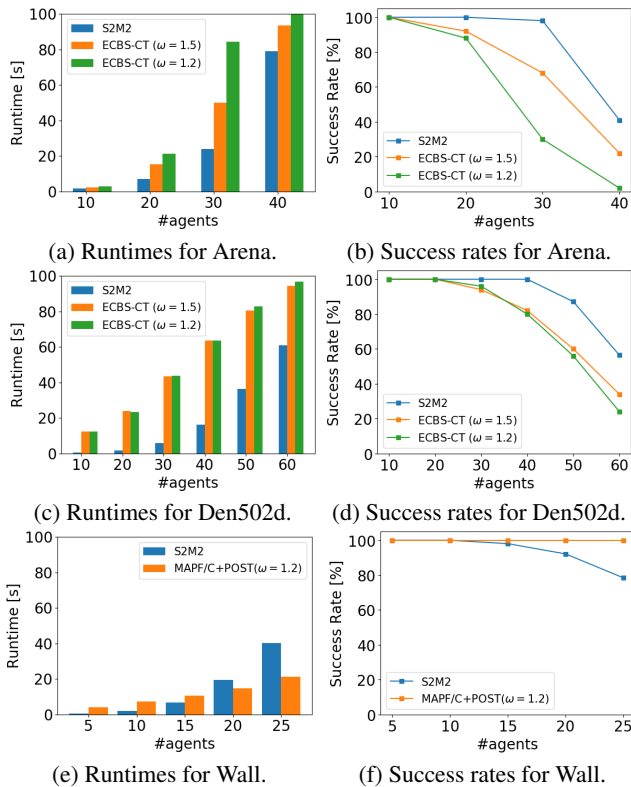 100
80
60
40
20
0
Runtime [s]
S2M2
ECBS-CT (ω = 1.5)
ECBS-CT (ω = 1.2)
10 20 30 40
#agents
(a) Runtimes for Arena.
100
80
60
40
20
0
Success Rate [%]
S2M2
ECBS-CT (ω = 1.5)
ECBS-CT (ω = 1.2)
10 20 30 40
#agents
(b) Success rates for Arena.
100
80
60
40
20
0
Runtime [s]
S2M2
ECBS-CT (ω = 1.5)
ECBS-CT (ω = 1.2)
10 20 30 40 50 60
#agents
(c) Runtimes for Den502d.
100
80
60
40
20
0
Success Rate [%]
S2M2
ECBS-CT (ω = 1.5)
ECBS-CT (ω = 1.2)
10 20 30 40 50 60
#agents
(d) Success rates for Den502d.
100
80
60
40
20
0
Runtime [s]
S2M2
MAPF/C+POST(ω = 1.2)
5 10 15 20 25
#agents
(e) Runtimes for Wall.
100
80
60
40
20
0
Success Rate [%]
S2M2
MAPF/C+POST(ω = 1.2)
5 10 15 20 25
#agents
(f) Success rates for Wall.